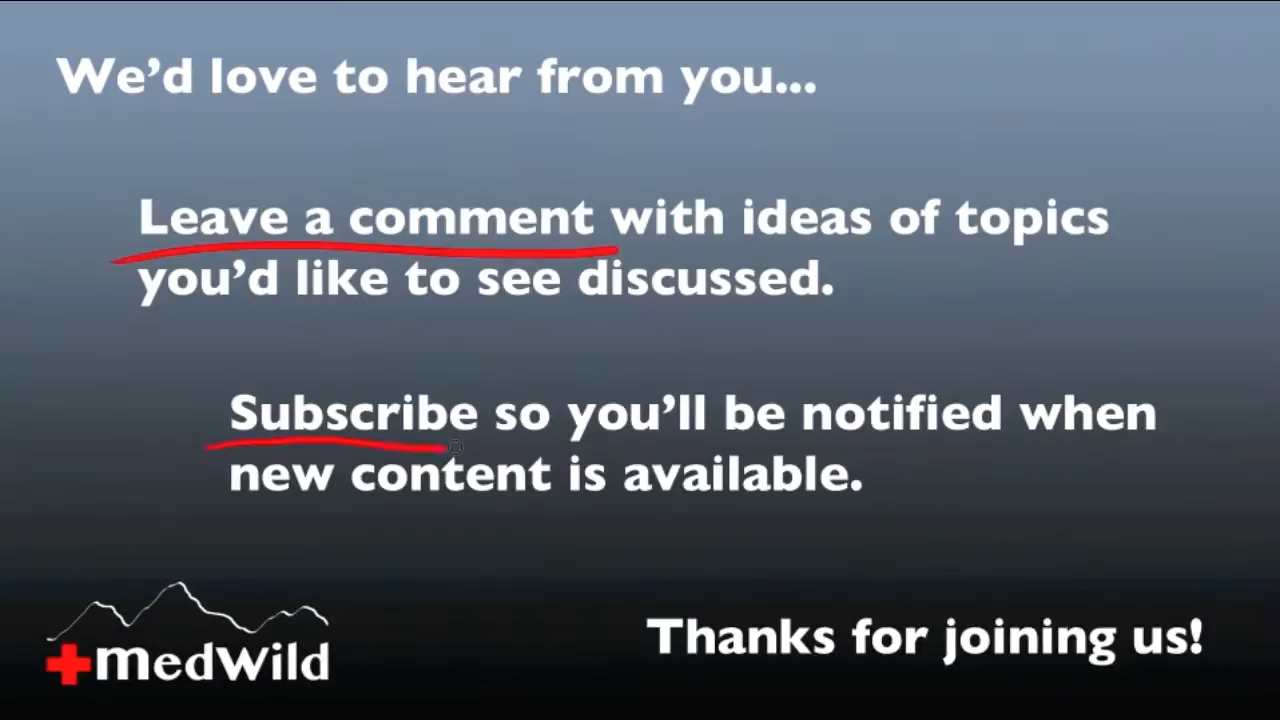 We'd love to hear from you...
Leave a comment with ideas of topics
you'd like to see discussed.
Subscribe so you'll be notified when
new content is available.
medwild
Thanks for joining us!